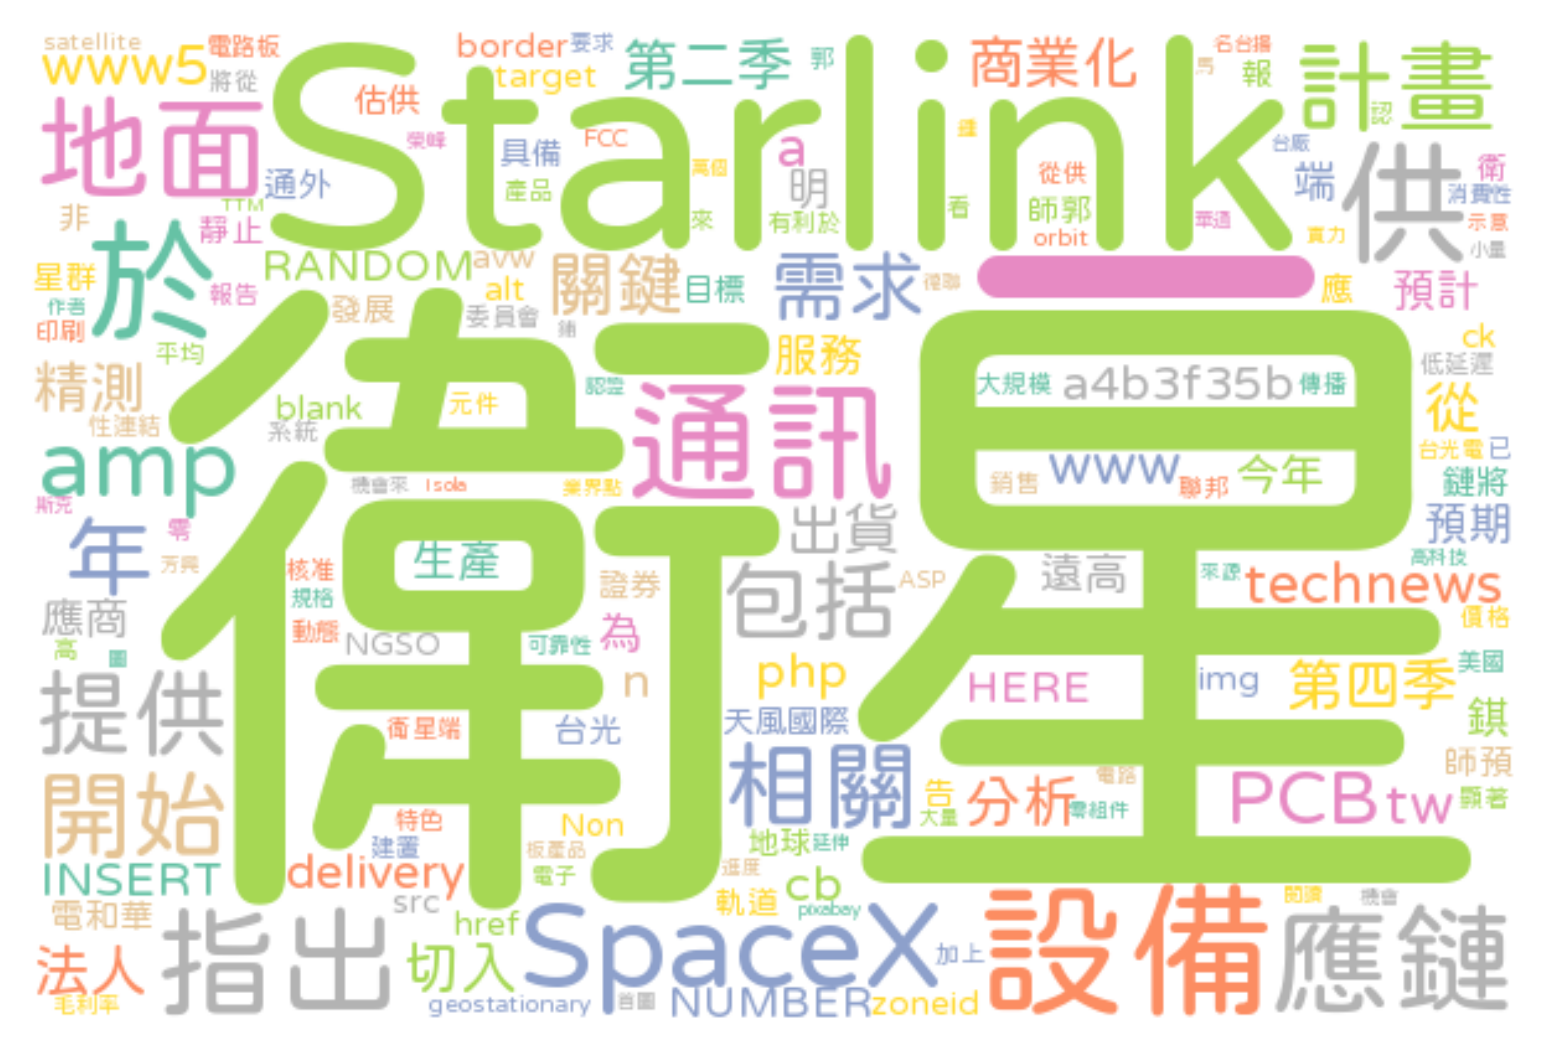 satellite
www5
電路板
將從
border
要求
target
第二季
郭
商業化
名台揚
馬
報
計畫
認
Starlink
地面
估供
榮峰
具備
FCC
產品
萬個
a
明
鍾
從供
台廠
端
供
衛
消費性
示意
小量
通外
TTM
靜止
非
來
有利於
看
師郭
orbit
華通
實力
於
RANDOM
avw
alt
關鍵
目標
需求
一
應
預計
星群
作者
印刷
報告
發展
委員會
平均
衛星
服務
ck
低延遲
精測
性連結
blank
系統
元件
認證
通訊
大規模
a4b3f35b
傳播
從
台光電
已
amp
斯克
機會來
Isola
業界點
銷售
www
聯邦
今年
鏈將
預期
年
零
芳興
生產
出貨
包括
ASP
遠高
高科技
來源
technews
核准
規格
動態
NGSO
證券
為
可靠性
應商
高
圖
價格
美國
提供
n
php
HERE
img
第四季
衛星端
台光
天風國際
錤
師預
開始
相關
告
大量
分析
電路
零組件
PCB
tw
顯著
特色
建置
Non
板產品
電子
地球
延伸
進度
INSERT
delivery
src
href
cb
軌道
pixabay
閱讀
機會
電和華
法人
毛利率
指出
切入
SpaceX
加上
geostationary
首圖
NUMBER
zoneid
設備
應鏈